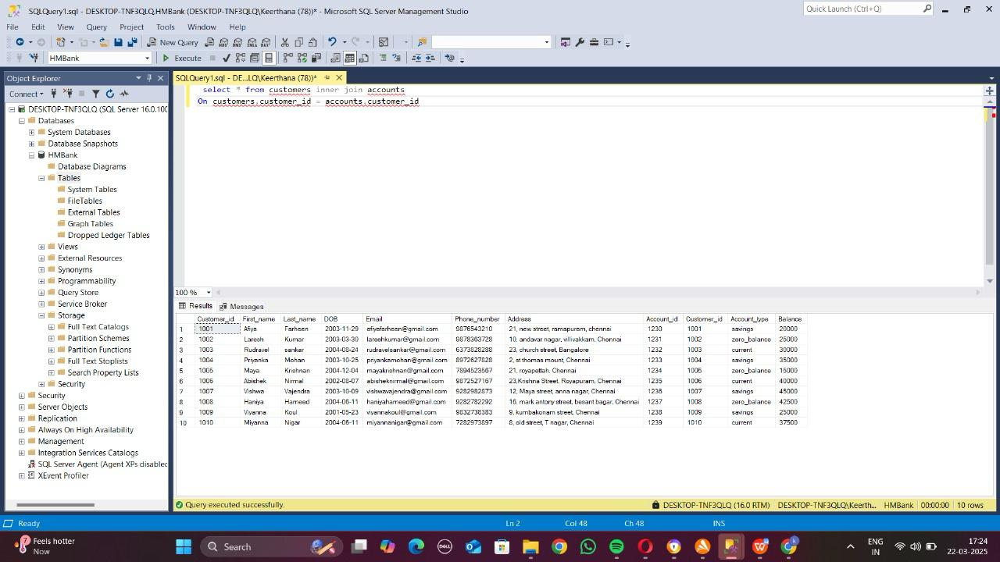 SQLQuery1.sql - DESKTOP-TNF3QLQ.HMBank (DESKTOP-TNF3QLQ\Keerthana (78))* - Microsoft SQL Server Management Studio
Quick Launch (Ctrl+Q)
File Edit View Query Project Tools Window Help
New Query
HMBank Execute
Object Explorer
SQLQuery1.sql - DE...LQ\Keerthana (78))*
Connect
DESKTOP-TNF3QLQ (SQL Server 16.0.100
Databases
System Databases
Database Snapshots
HMBank
Database Diagrams
Tables
System Tables
FileTables
External Tables
Graph Tables
Dropped Ledger Tables
Views
External Resources
Synonyms
Programmability
Query Store
Service Broker
Storage
Full Text Catalogs
Partition Schemes
Partition Functions
Full Text Stoplists
Search Property Lists
Security
Security
Server Objects
Replication
Always On High Availability
Management
Integration Services Catalogs
SQL Server Agent (Agent XPs disabled
XEvent Profiler
select * from customers inner join accounts
On customers.customer_id = accounts.customer_id
100 %
Results Messages
Customer_id First_name Last_name DOB Email Phone_number Address Account_id Customer_id Account_type Balance
1 1001 Afiya Farheen 2003-11-29 afiyafarheen@gmail.com 9876543210 21, new street, ramapuram, chennai 1230 1001 savings 20000
2 1002 Laresh Kumar 2003-03-30 lareshkumar@gmail.com 9878363728 10, andavar nagar, villivakkam, Chennai 1231 1002 zero_balance 25000
3 1003 Rudravel sankar 2004-08-24 rudravelsankar@gmail.com 6373828288 23, church street, Bangalore 1232 1003 current 30000
4 1004 Priyanka Mohan 2003-10-25 priyankamohan@gmail.com 8972627828 2, st thomas mount, Chennai 1233 1004 savings 35000
5 1005 Maya Krishnan 2004-12-04 mayakrishnan@gmail.com 7894523567 21, royapettah, Chennai 1234 1005 zero_balance 15000
6 1006 Abishek Nirmal 2002-08-07 abisheknirmal@gmail.com 9872527167 23,Krishna Street, Royapuram, Chennai 1235 1006 current 40000
7 1007 Vishwa Vajendra 2003-10-09 vishwavajendra@gmail.com 9282982873 12, Maya street, anna nagar, Chennai 1236 1007 savings 45000
8 1008 Haniya Hameed 2004-06-11 haniyahameed@gmail.com 9282782292 16, mark antony street, besant bagar, Chennai 1237 1008 zero_balance 42500
9 1009 Viyanna Koul 2001-05-23 viyannakoul@gmail.com 9832738383 9, kumbakonam street, Chennai 1238 1009 savings 25000
10 1010 Miyanna Nigar 2004-06-11 miyannanigar@gmail.com 7282973897 8, old street, T nagar, Chennai 1239 1010 current 37500
Query executed successfully. DESKTOP-TNF3QLQ (16.0 RTM) DESKTOP-TNF3QLQ\Keerth... HMBank 00:00:00 10 rows
Ready Ln 2 Col 48 Ch 48 INS
Feels hotter
Now
Search
DELL
ENG
IN
17:24
22-03-2025